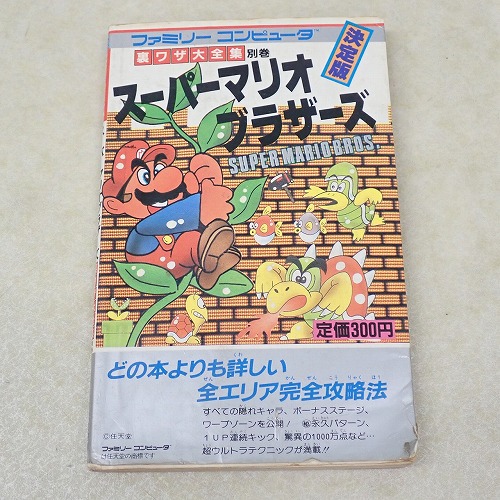 ファミリー コンピュータ™
裏ワザ大全集 別巻
決定版
スーパーマリオ
ブラザーズ
SUPER MARIO BROS.
定価300円
どの本よりも詳しい
全エリア完全攻略法
すべての隠れキャラ、ボーナスステージ、
ワープゾーンを公開! ㊙永久パターン、
1UP連続キック、驚異の1000万点など…
超ウルトラテクニックが満載!!
©任天堂
ファミリーコンピュータ™
は任天堂の商標です